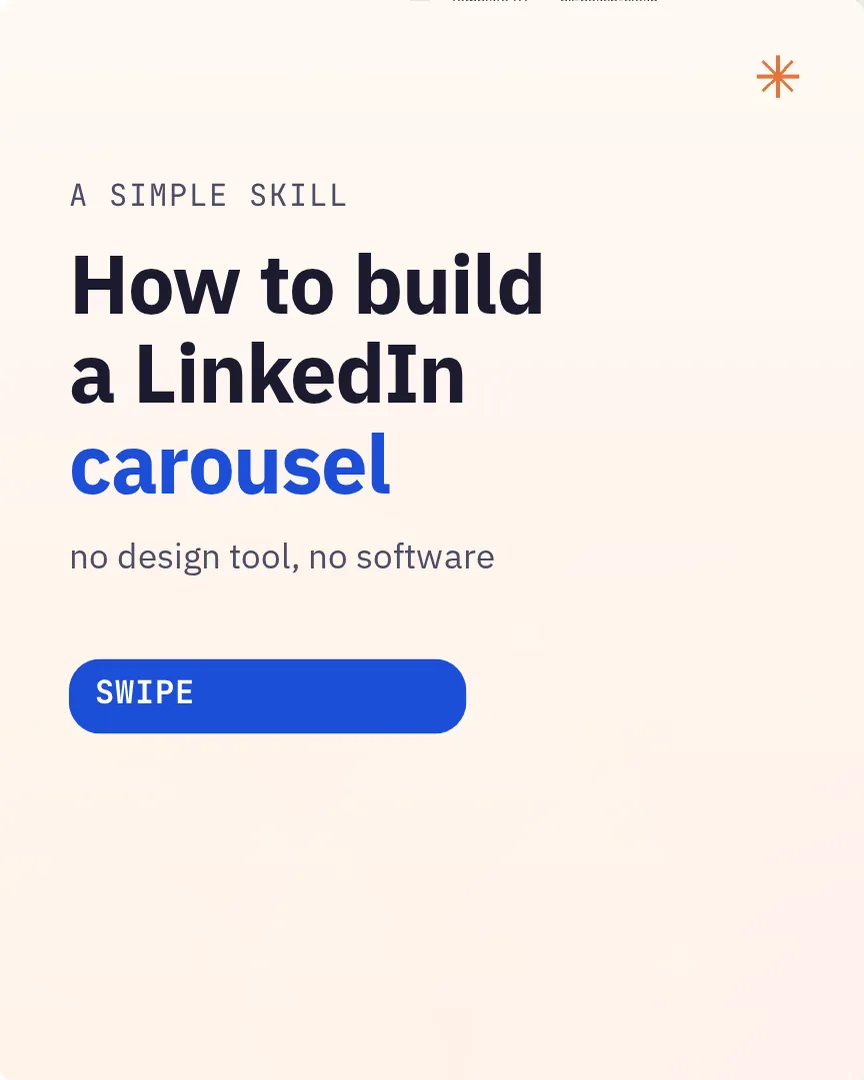 A SIMPLE SKILL
How to build
a LinkedIn
carousel
no design tool, no software
SWIPE